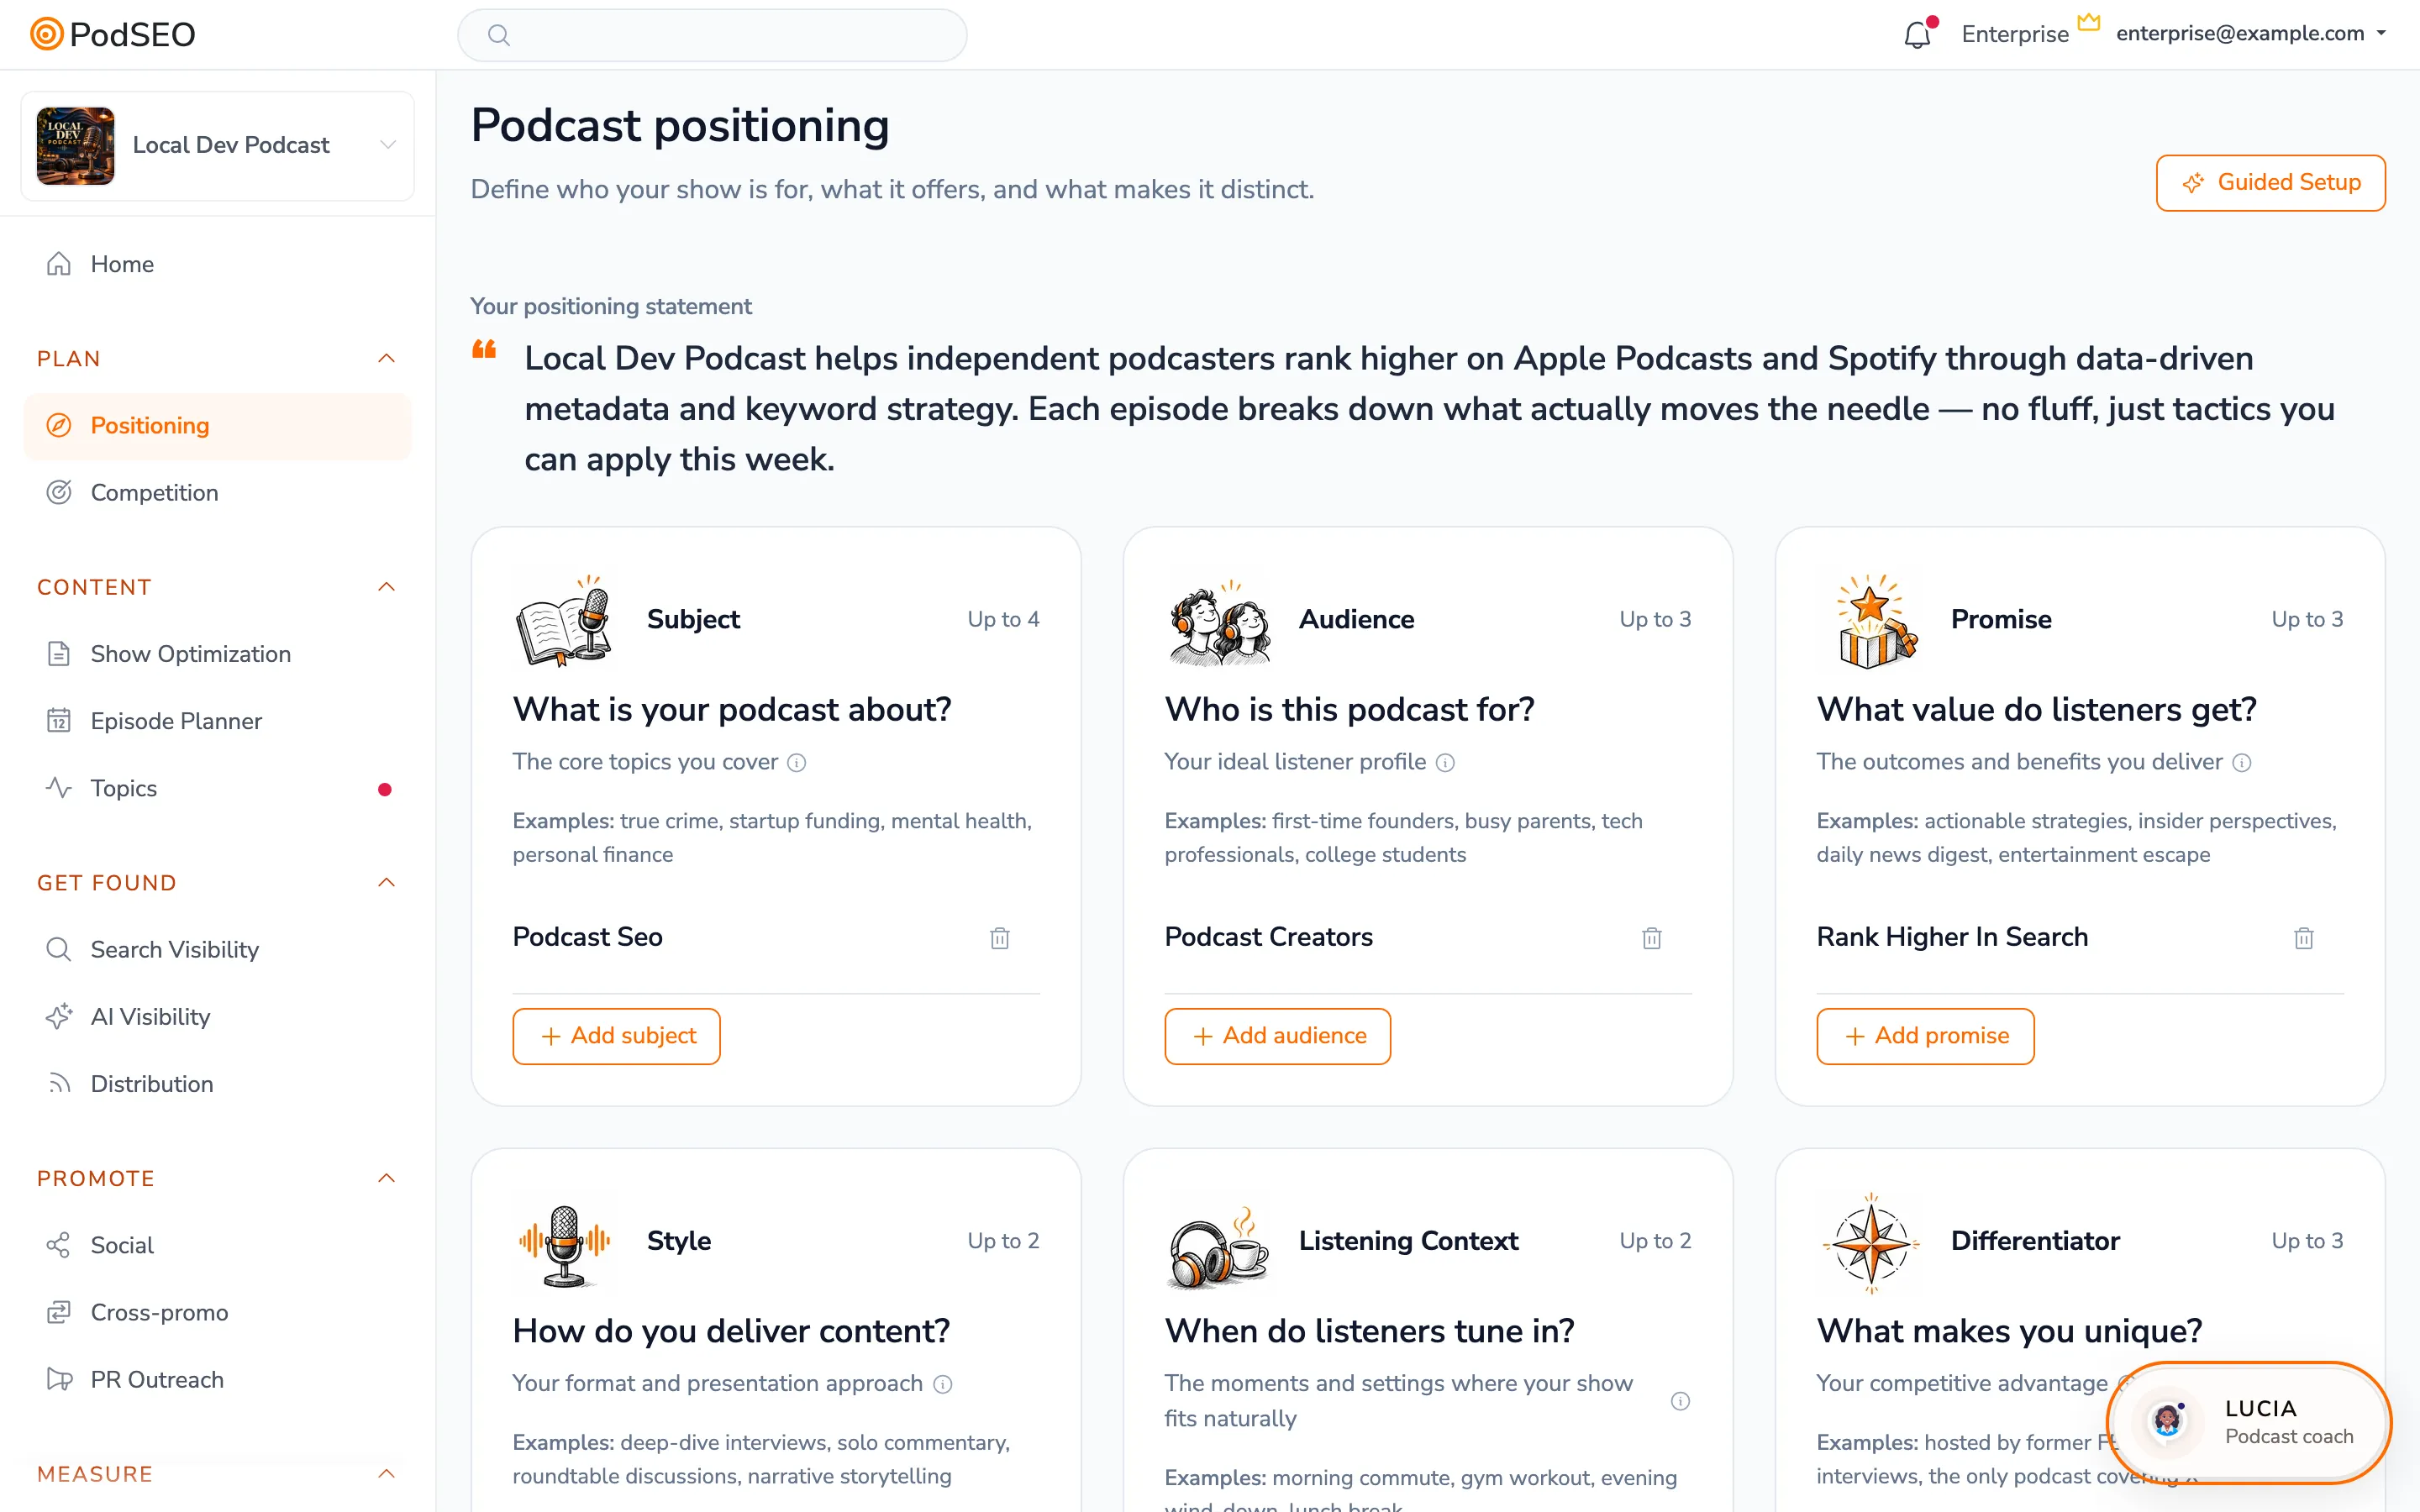 PodSEO
Enterprise
enterprise@example.com
LOCAL
DEV
PODCAST
Local Dev Podcast
Home
PLAN
Positioning
Competition
CONTENT
Show Optimization
12
Episode Planner
Topics
GET FOUND
Search Visibility
AI Visibility
Distribution
PROMOTE
Social
Cross-promo
PR Outreach
MEASURE
Podcast positioning
Define who your show is for, what it offers, and what makes it distinct.
Guided Setup
Your positioning statement
❝ Local Dev Podcast helps independent podcasters rank higher on Apple Podcasts and Spotify through data-driven
metadata and keyword strategy. Each episode breaks down what actually moves the needle — no fluff, just tactics you
can apply this week.
Subject
Up to 4
What is your podcast about?
The core topics you cover
Examples: true crime, startup funding, mental health,
personal finance
Podcast Seo
Add subject
Audience
Up to 3
Who is this podcast for?
Your ideal listener profile
Examples: first-time founders, busy parents, tech
professionals, college students
Podcast Creators
Add audience
Promise
Up to 3
What value do listeners get?
The outcomes and benefits you deliver
Examples: actionable strategies, insider perspectives,
daily news digest, entertainment escape
Rank Higher In Search
Add promise
Style
Up to 2
How do you deliver content?
Your format and presentation approach
Examples: deep-dive interviews, solo commentary,
roundtable discussions, narrative storytelling
Listening Context
Up to 2
When do listeners tune in?
The moments and settings where your show
fits naturally
Examples: morning commute, gym workout, evening
wind-down, lunch break
Differentiator
Up to 3
What makes you unique?
Your competitive advantage
Examples: hosted by former
interviews, the only podcast covering X
LUCIA
Podcast coach